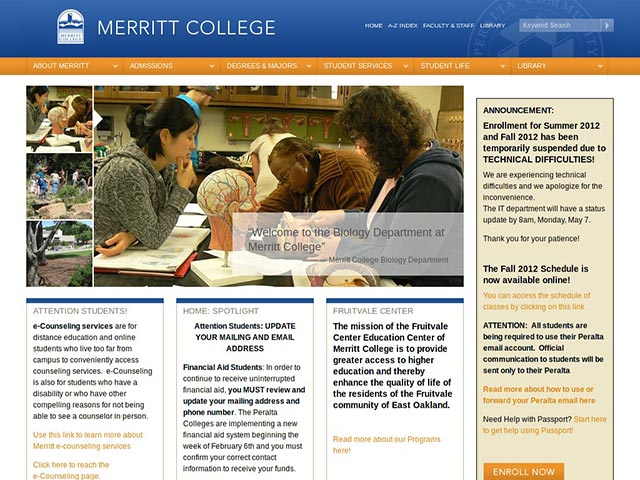 MERRITT COLLEGE
MERRITT
COLLEGE
HOME A-Z INDEX FACULTY & STAFF LIBRARY
Keyword Search
ABOUT MERRITT ADMISSIONS DEGREES & MAJORS STUDENT SERVICES STUDENT LIFE LIBRARY
"Welcome to the Biology Department at
Merritt College"
——— Merritt College Biology Department
ATTENTION STUDENTS!
e-Counseling services are for
distance education and online
students who live too far from
campus to conveniently access
counseling services. e-Counseling
is also for students who have a
disability or who have other
compelling reasons for not being
able to see a counselor in person.
Use this link to learn more about
Merritt e-counseling services
Click here to reach the
e-Counseling page.
HOME: SPOTLIGHT
Attention Students: UPDATE
YOUR MAILING AND EMAIL
ADDRESS
Financial Aid Students: In order to
continue to receive uninterrupted
financial aid, you MUST review and
update your mailing address and
phone number. The Peralta
Colleges are implementing a new
financial aid system beginning the
week of February 6th and you must
confirm your correct contact
information to receive your funds.
FRUITVALE CENTER
The mission of the Fruitvale
Center Education Center of
Merritt College is to provide
greater access to higher
education and thereby
enhance the quality of life of
the residents of the Fruitvale
community of East Oakland.
Read more about our Programs
here!
ANNOUNCEMENT:
Enrollment for Summer 2012
and Fall 2012 has been
temporarily suspended due to
TECHNICAL DIFFICULTIES!
We are experiencing technical
difficulties and we apologize for the
inconvenience.
The IT department will have a status
update by 8am, Monday, May 7.
Thank you for your patience!
The Fall 2012 Schedule is
now available online!
You can access the schedule of
classes by clicking on this link
ATTENTION: All students are
being required to use their Peralta
email account. Official
communication to students will be
sent only to their Peralta
Read more about how to use or
forward your Peralta email here
Need Help with Passport? Start here
to get help using Passport!
ENROLL NOW